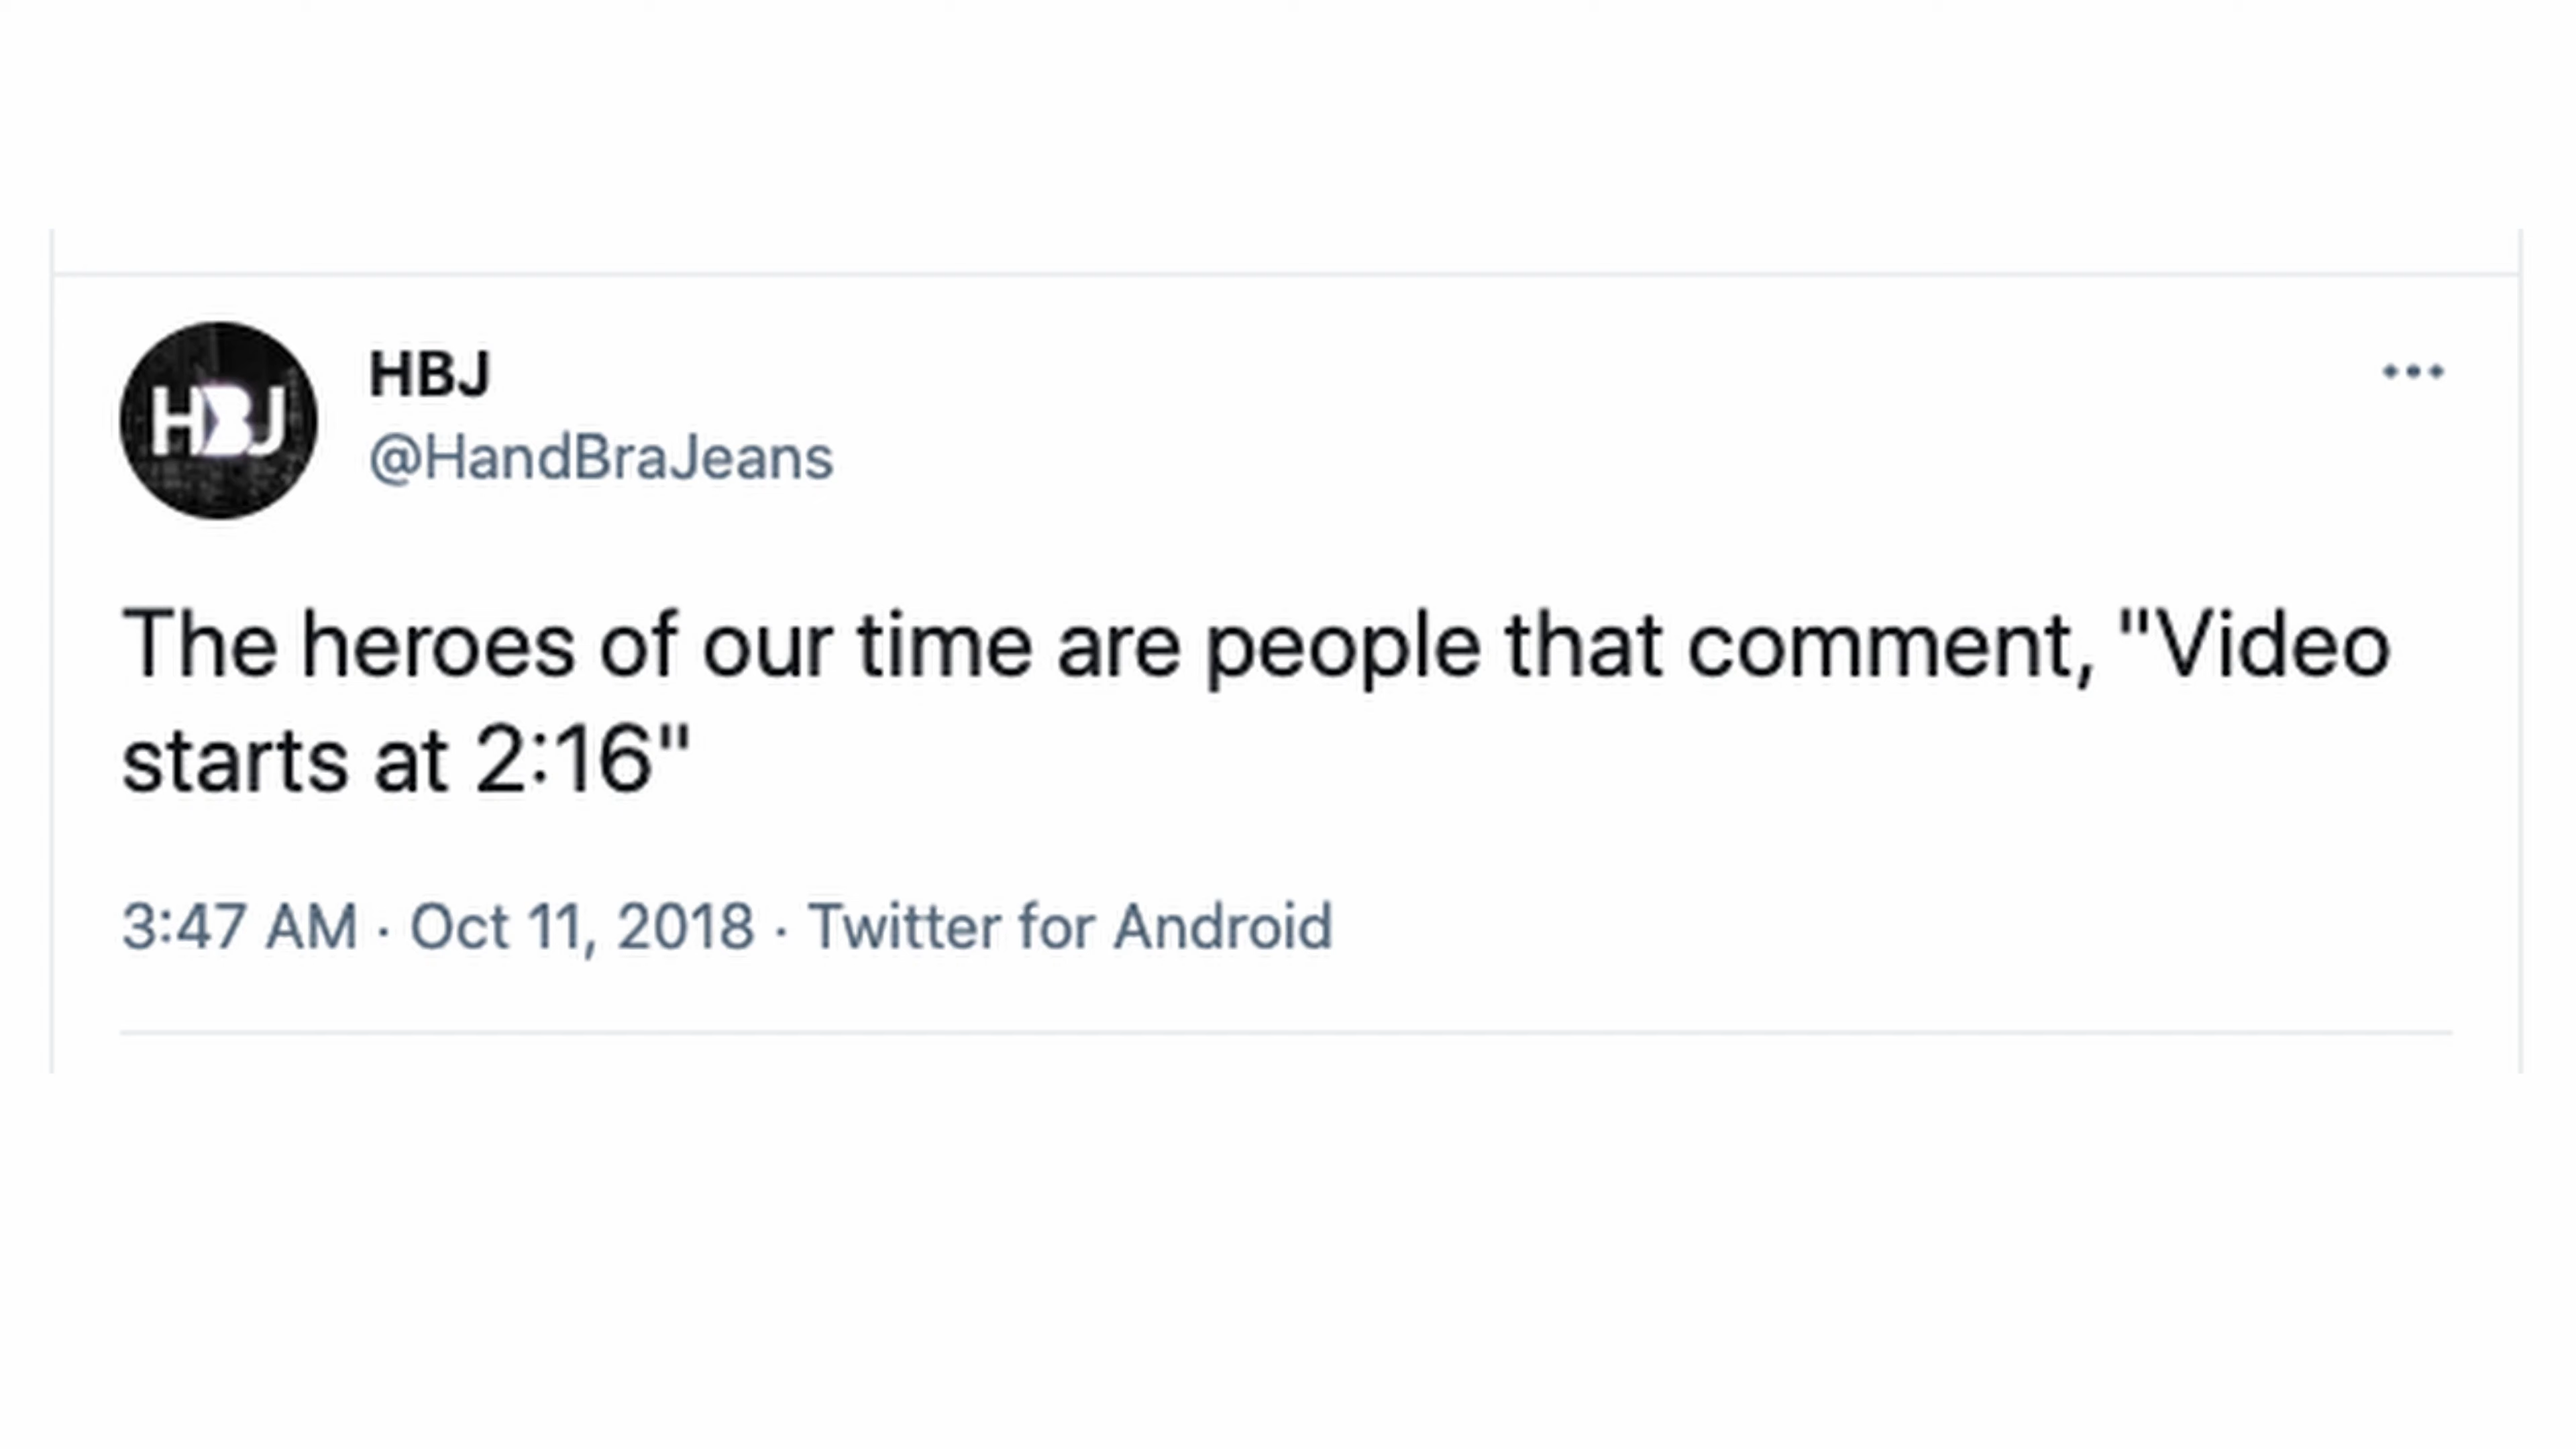 HBJ
HBJ
@HandBraJeans
The heroes of our time are people that comment, "Video
starts at 2:16"
3:47 AM · Oct 11, 2018 · Twitter for Android